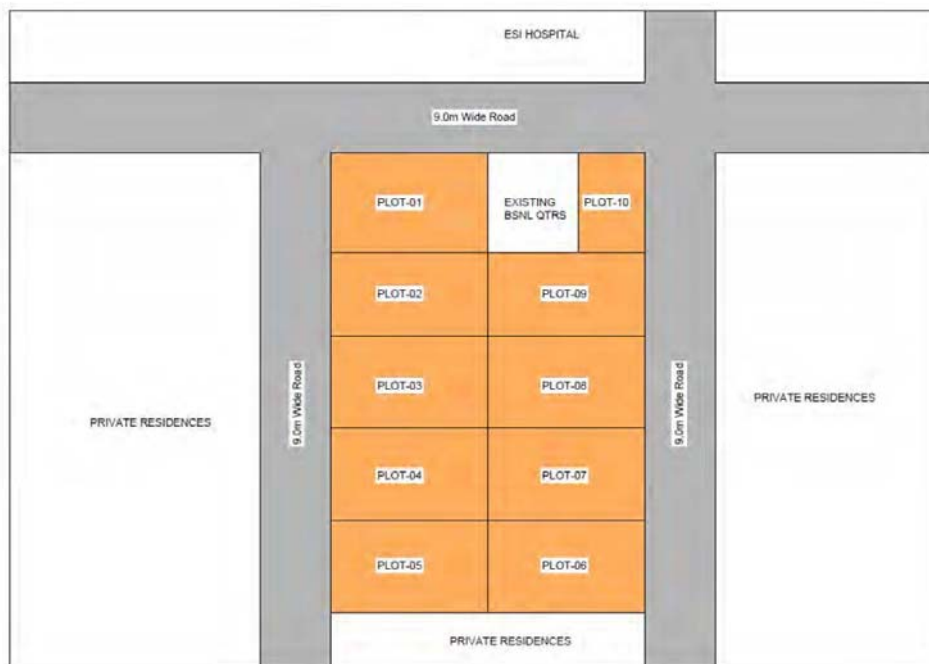 ESI HOSPITAL
9.0m Wide Road
PLOT-01
EXISTING
BSNL QTRS
PLOT-10
PLOT-02
PLOT-09
PLOT-03
PLOT-08
9.0m Wide Road
9.0m Wide Road
PRIVATE RESIDENCES
PRIVATE RESIDENCES
PLOT-04
PLOT-07
PLOT-05
PLOT-06
PRIVATE RESIDENCES